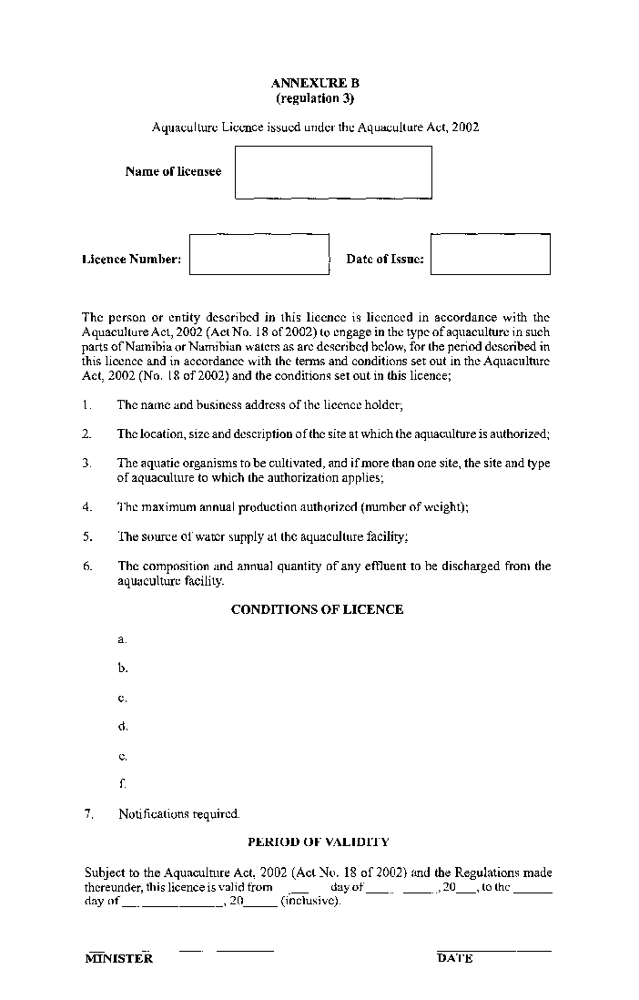 ANNEXURE B
(regulation 3)
Aquaculture Licence issued under the Aquaculture Act, 2002
Name of licensee
Licence Number:
Date of Issue:
The person or entity described in this licence is licenced in accordance with the
Aquaculture Act, 2002 (Act No. 18 of 2002) to engage in the type of aquaculture in such
parts of Namibia or Namibian waters as are described below, for the period described in
this licence and in accordance with the terms and conditions set out in the Aquaculture
Act, 2002 (No. 18 of 2002) and the conditions set out in this licence;
1. The name and business address of the licence holder;
2. The location, size and description of the site at which the aquaculture is authorized;
3. The aquatic organisms to be cultivated, and if more than one site, the site and type
of aquaculture to which the authorization applies;
4. The maximum annual production authorized (number of weight);
5. The source of water supply at the aquaculture facility;
6. The composition and annual quantity of any effluent to be discharged from the
aquaculture facility.
CONDITIONS OF LICENCE
a.
b.
c.
d.
e.
f.
7. Notifications required.
PERIOD OF VALIDITY
Subject to the Aquaculture Act, 2002 (Act No. 18 of 2002) and the Regulations made
thereunder, this licence is valid from ___ day of ____ _____, 20___, to the ______
day of _______________, 20_____ (inclusive).
MINISTER
DATE